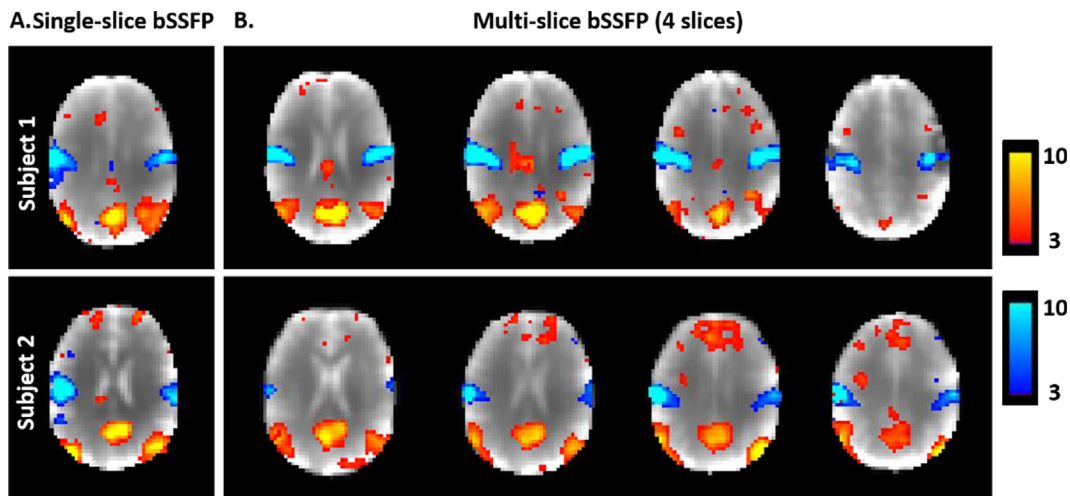 A.Single-slice bSSFP
B.
Multi-slice bSSFP (4 slices)
Subject 1
10
3
Subject 2
10
3